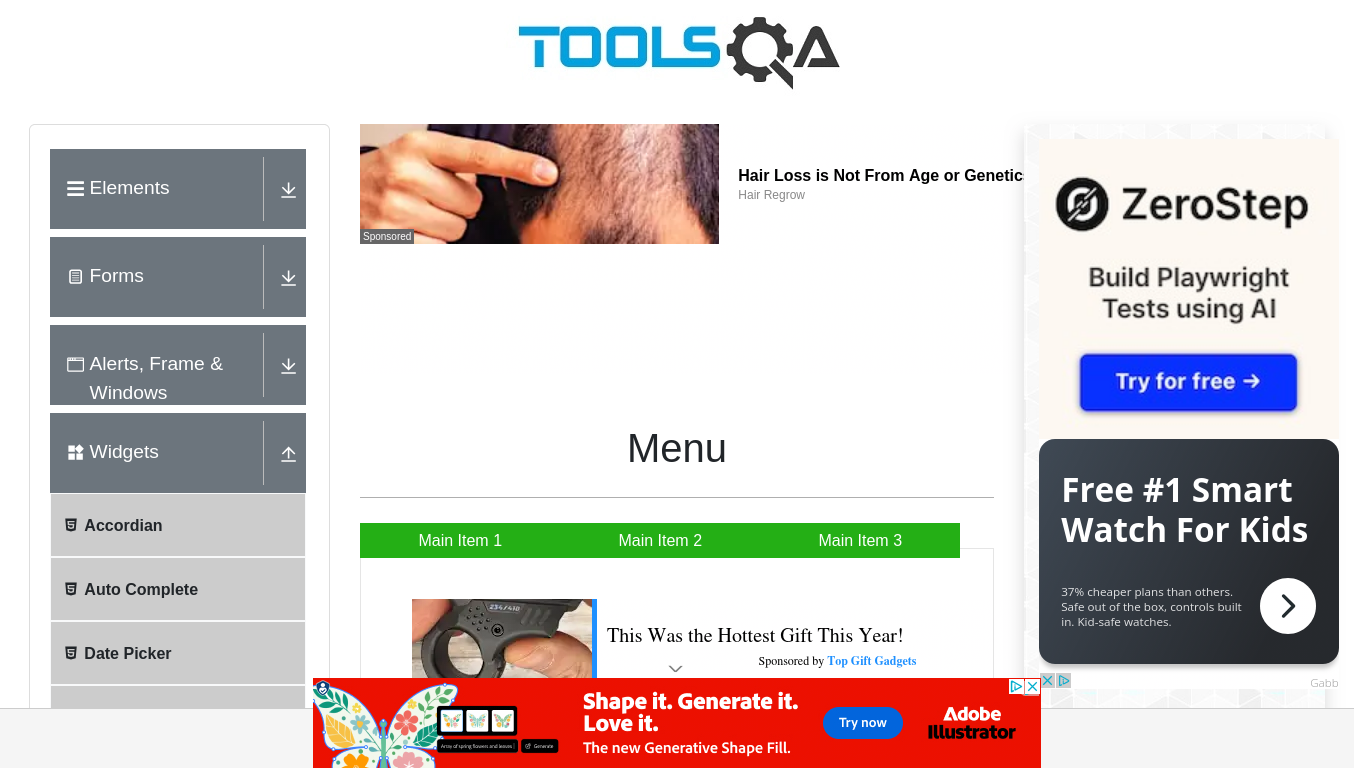 TOOLSQA
Elements
Forms
Alerts, Frame &
Windows
Widgets
Accordian
Auto Complete
Date Picker
Sponsored
Hair Loss is Not From Age or Genetics
Hair Regrow
Menu
Main Item 1
Main Item 2
Main Item 3
This Was the Hottest Gift This Year!
Sponsored by Top Gift Gadgets
ZeroStep
Build Playwright
Tests using AI
Try for free →
Free #1 Smart
Watch For Kids
37% cheaper plans than others.
Safe out of the box, controls built
in. Kid-safe watches.
Gabb
Array of spring flowers and leaves
Generate
Shape it. Generate it.
Love it.
The new Generative Shape Fill.
Try now
Adobe
Illustrator